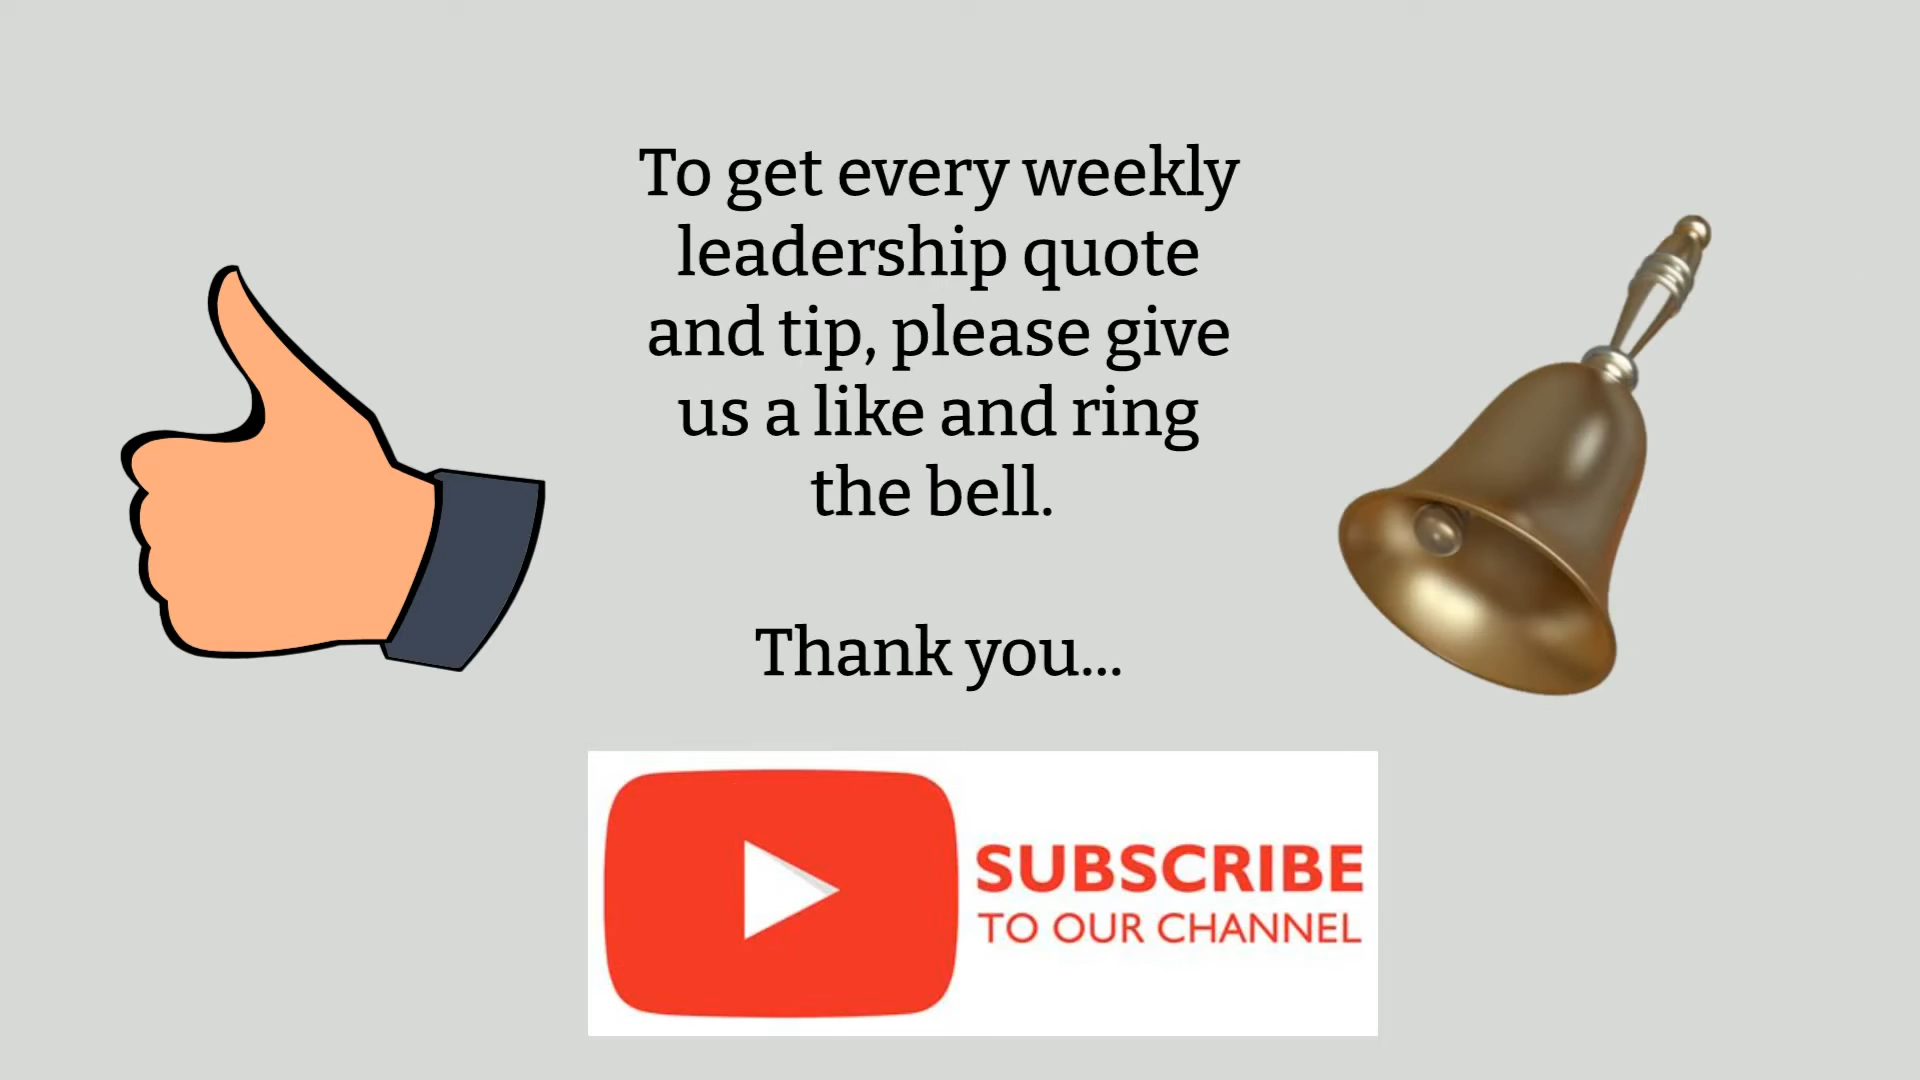 To get every weekly
leadership quote
and tip, please give
us a like and ring
the bell.
Thank you...
SUBSCRIBE
TO OUR CHANNEL